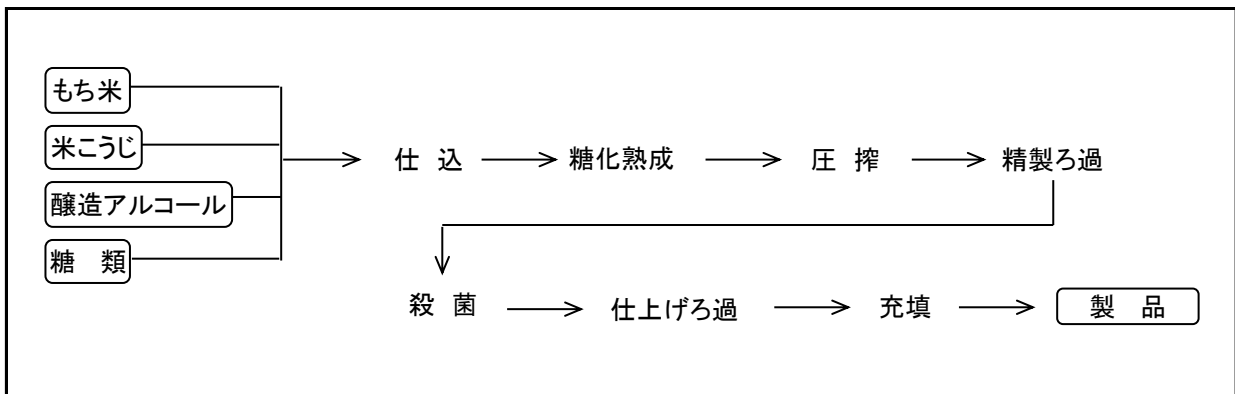 もち米
米こうじ
醸造アルコール
糖　類
仕　込
糖化熟成
圧　搾
精製ろ過
殺　菌
仕上げろ過
充填
製　品